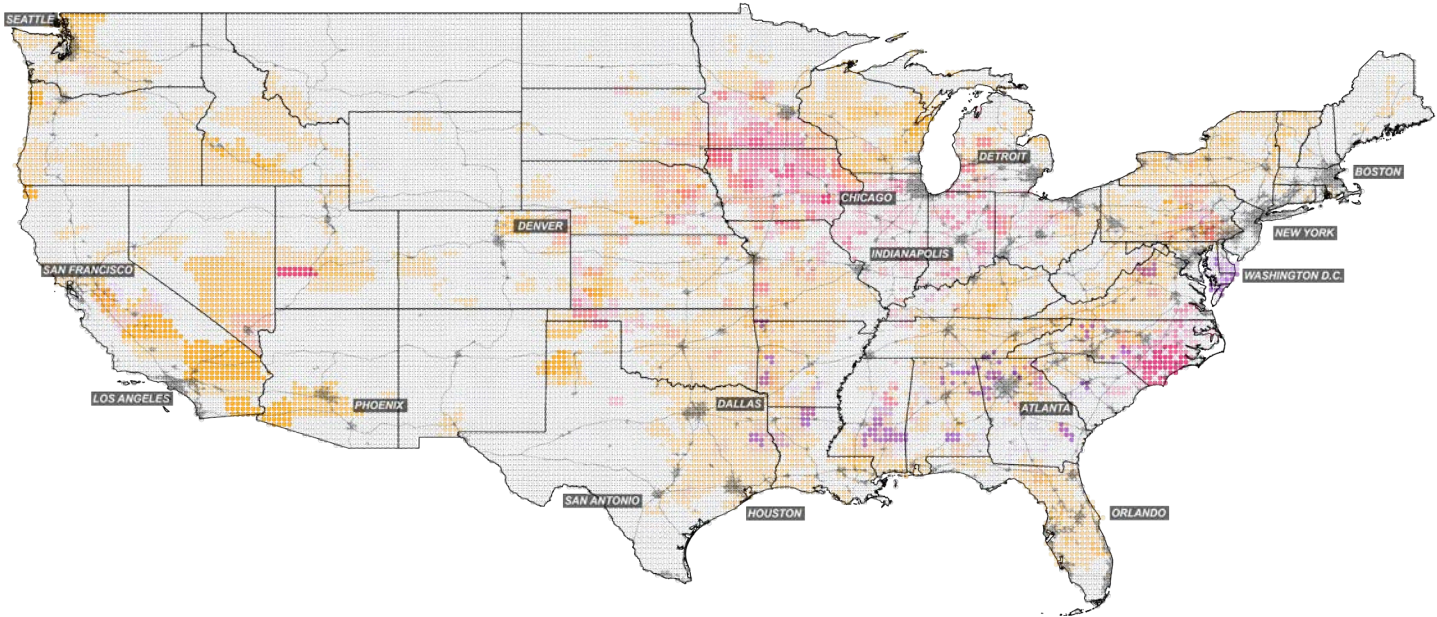 SEATTLE
BOSTON
DETROIT
CHICAGO
DENVER
NEW YORK
INDIANAPOLIS
SAN FRANCISCO
WASHINGTON D.C.
LOS ANGELES
PHOENIX
DALLAS
ATLANTA
SAN ANTONIO
HOUSTON
ORLANDO